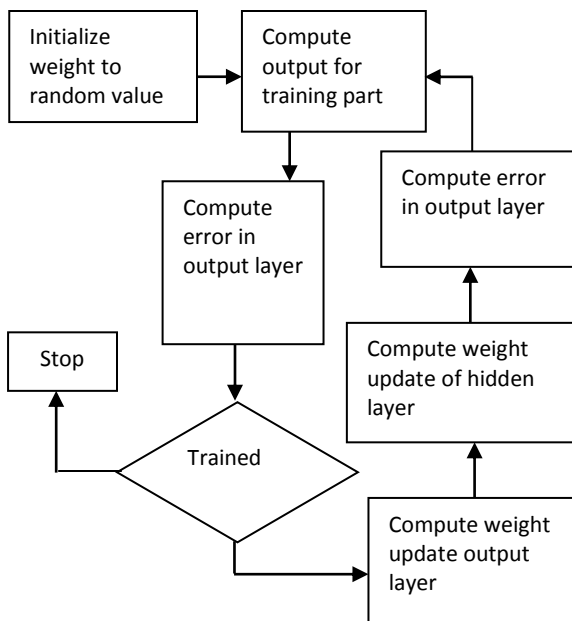 Initialize
weight to
random value
Compute
output for
training part
Compute
error in
output layer
Compute error
in output layer
Stop
Compute weight
update of hidden
layer
Trained
Compute weight
update output
layer